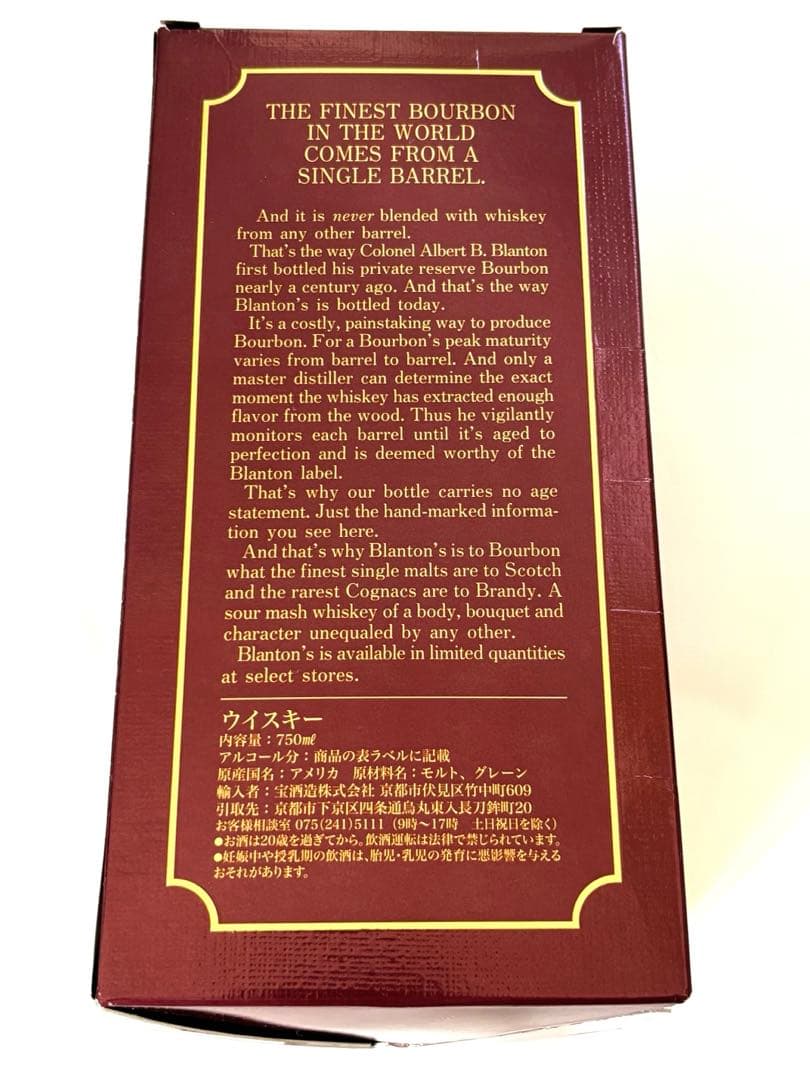 THE FINEST BOURBON
IN THE WORLD
COMES FROM A
SINGLE BARREL.
And it is never blended with whiskey
from any other barrel.
That's the way Colonel Albert B. Blanton
first bottled his private reserve Bourbon
nearly a century ago. And that's the way
Blanton's is bottled today.
It's a costly, painstaking way to produce
Bourbon. For a Bourbon's peak maturity
varies from barrel to barrel. And only a
master distiller can determine the exact
moment the whiskey has extracted enough
flavor from the wood. Thus he vigilantly
monitors each barrel until it's aged to
perfection and is deemed worthy of the
Blanton label.
That's why our bottle carries no age
statement. Just the hand-marked informa-
tion you see here.
And that's why Blanton's is to Bourbon
what the finest single malts are to Scotch
and the rarest Cognacs are to Brandy. A
sour mash whiskey of a body, bouquet and
character unequaled by any other.
Blanton's is available in limited quantities
at select stores.
ウイスキー
内容量：750㎖
アルコール分：商品の表ラベルに記載
原産国名：アメリカ 原材料名：モルト、グレーン
輸入者：宝酒造株式会社 京都市伏見区竹中町609
引取先：京都市下京区四条通烏丸東入長刀鉾町20
お客様相談室 075(241)5111（9時〜17時 土日祝日を除く）
●お酒は20歳を過ぎてから。飲酒運転は法律で禁じられています。
●妊娠中や授乳期の飲酒は、胎児・乳児の発育に悪影響を与える
おそれがあります。